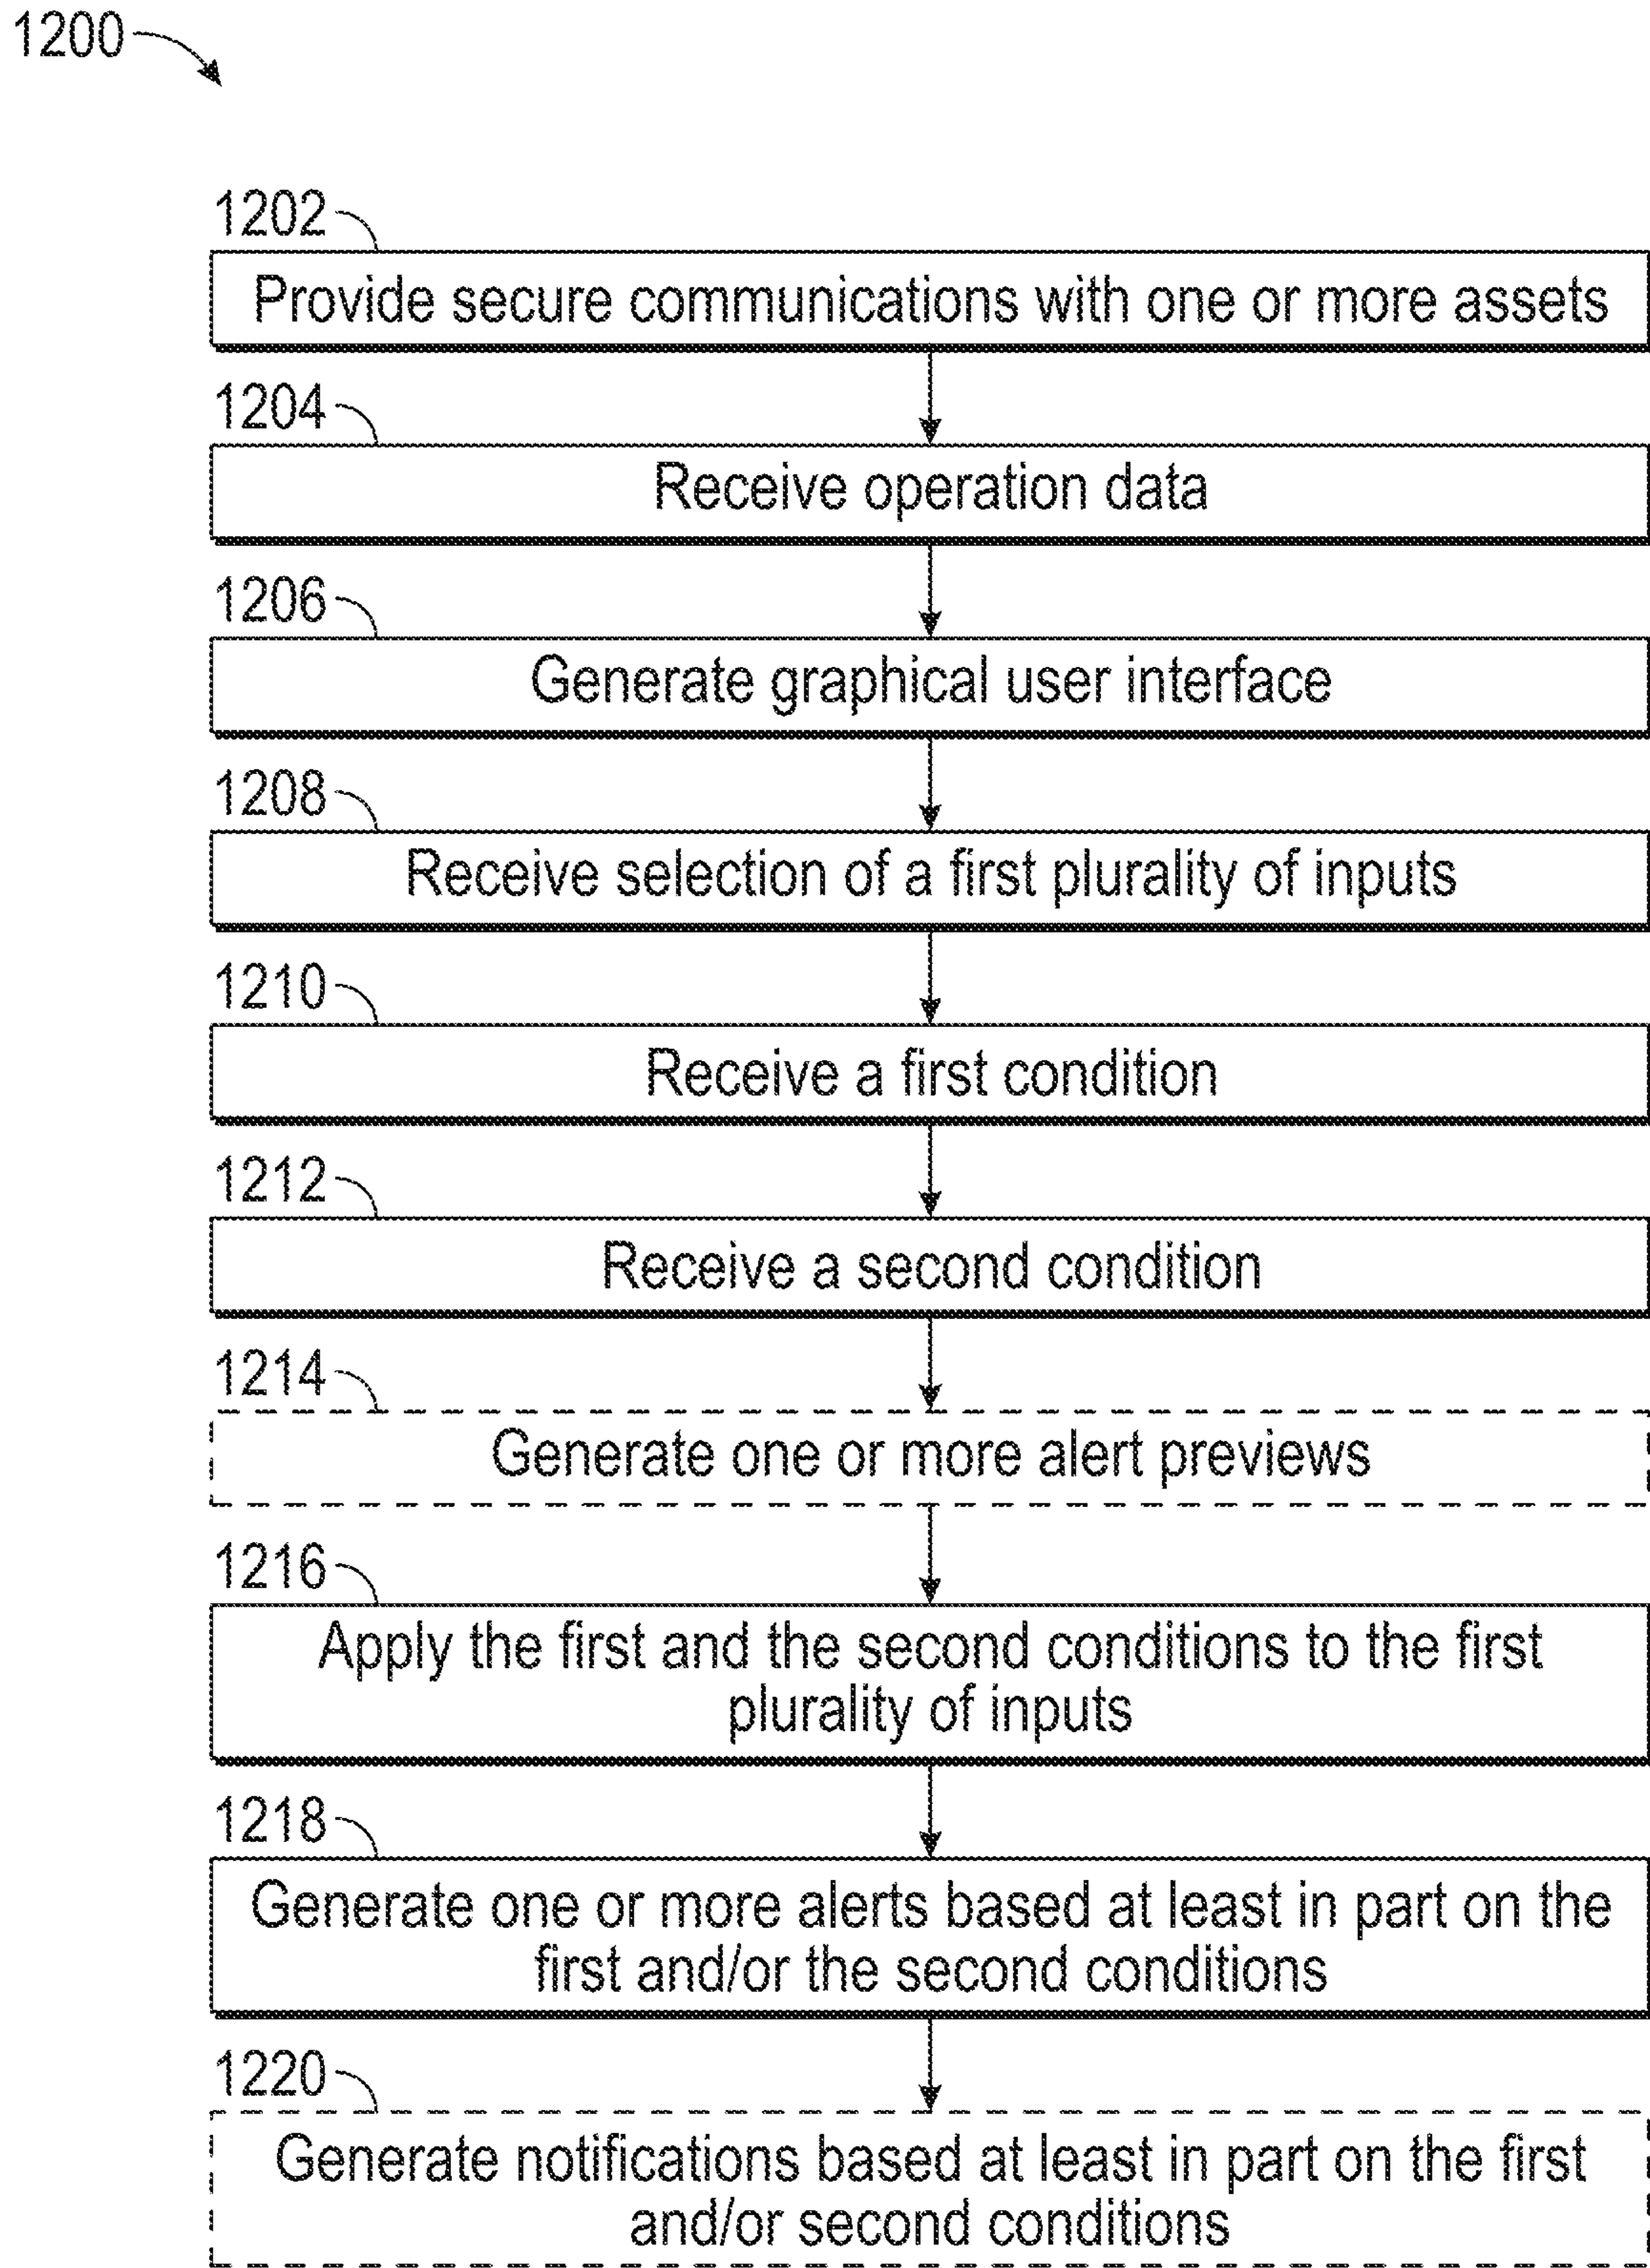 1200
1202
Provide secure communications with one or more assets
1204
Receive operation data
1206
Generate graphical user interface
1208
Receive selection of a first plurality of inputs
1210
Receive a first condition
1212
Receive a second condition
1214
Generate one or more alert previews
1216
Apply the first and the second conditions to the first
plurality of inputs
1218
Generate one or more alerts based at least in part on the
first and/or the second conditions
1220
Generate notifications based at least in part on the first
and/or second conditions